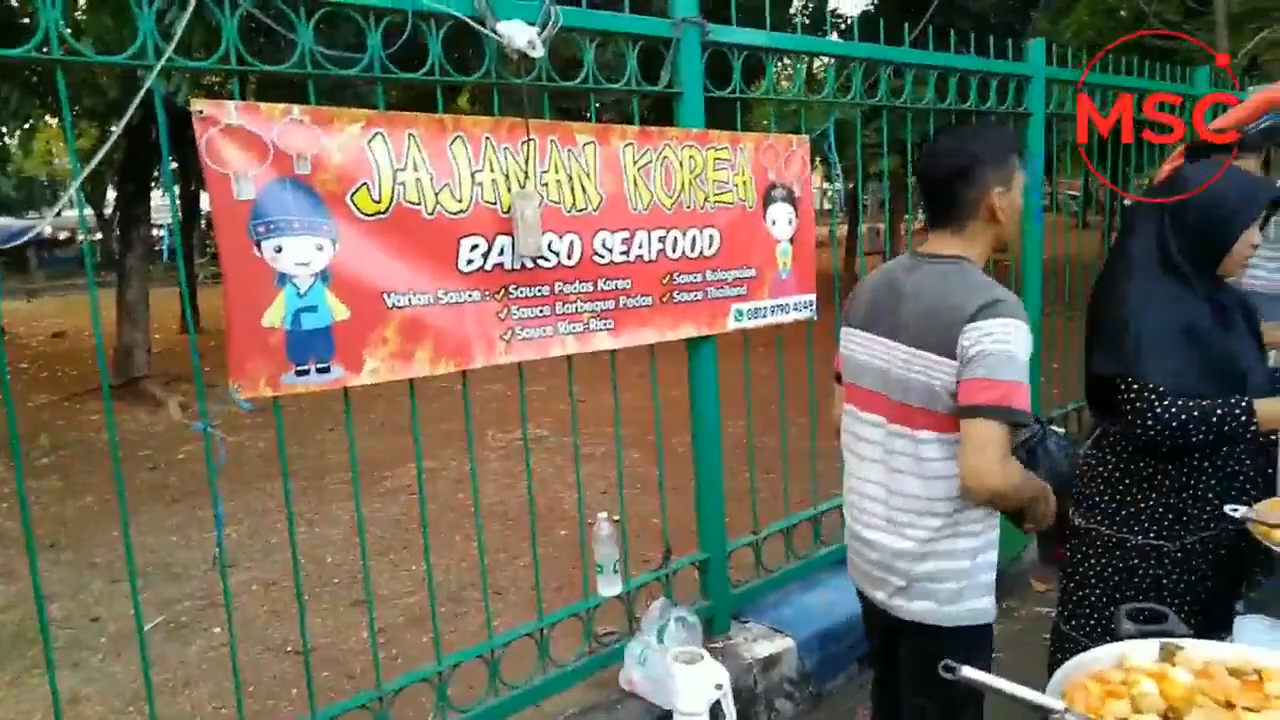 MSC
JAJANAN KOREA
BAKSO SEAFOOD
Varian Sauce : ✓ Sauce Pedas Korea ✓ Sauce Bolognaise
✓ Sauce Barbeque Pedas ✓ Sauce Thailand
✓ Sauce Rica-Rica
0812 9790 4149